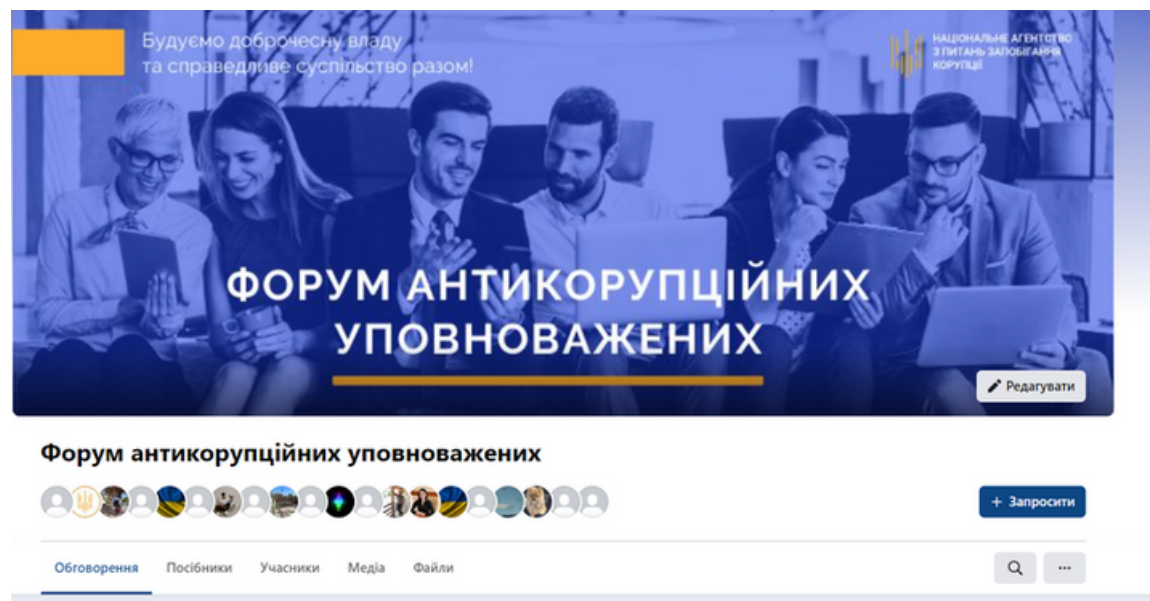 Будуємо доброчесну владу
та справедливе суспільство разом!
НАЦІОНАЛЬНЕ АГЕНТСТВО
З ПИТАНЬ ЗАПОБІГАННЯ
КОРУПЦІЇ
ФОРУМ АНТИКОРУПЦІЙНИХ
УПОВНОВАЖЕНИХ
Редагувати
Форум антикорупційних уповноважених
+ Запросити
Обговорення Посібники Учасники Медіа Файли